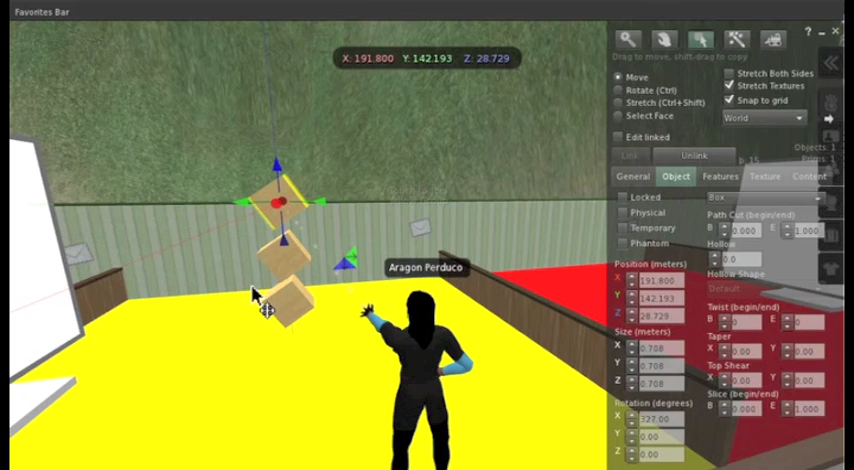 Favorites Bar
X: 191.800 Y: 142.193 Z: 28.729
Drag to move, shift-drag to copy
Move
Rotate (Ctrl)
Stretch (Ctrl+Shift)
Select Face
Edit linked
Stretch Both Sides
Stretch Textures
Snap to grid
World
Objects: 1
Prims: 1
Link
Unlink
General
Object
Features
Texture
Content
Locked
Physical
Temporary
Phantom
Position (meters)
X 191.800
Y 142.193
Z 28.729
Size (meters)
X 0.708
Y 0.708
Z 0.708
Rotation (degrees)
X 327.00
Y 0.00
Z 0.00
Box
Path Cut (begin/end)
B 0.000 E 1.000
Hollow
0.0
Hollow Shape
Default
Twist (begin/end)
B 0 E 0
Taper
X 0.00 Y 0.00
Top Shear
X 0.00 Y 0.00
Slice (begin/end)
B 0.000 E 1.000
Aragon Perduco